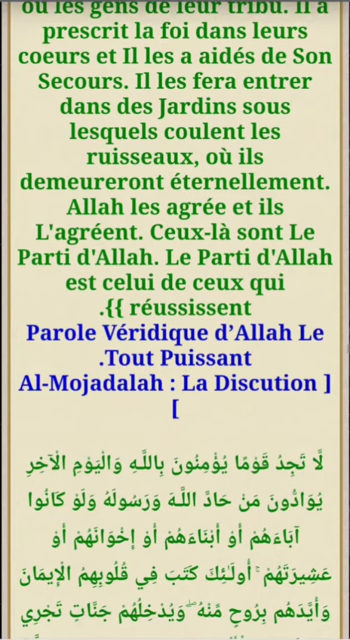 ou les gens de leur tribu. Il a
prescrit la foi dans leurs
coeurs et Il les a aidés de Son
Secours. Il les fera entrer
dans des Jardins sous
lesquels coulent les
ruisseaux, où ils
demeureront éternellement.
Allah les agrée et ils
L'agréent. Ceux-là sont Le
Parti d'Allah. Le Parti d'Allah
est celui de ceux qui
.{{ réussissent
Parole Véridique d’Allah Le
.Tout Puissant
Al-Mojadalah : La Discution ]
]
لَّا تَجِدُ قَوْمًا يُؤْمِنُونَ بِاللَّهِ وَالْيَوْمِ الْآخِرِ
يُوَادُّونَ مَنْ حَادَّ اللَّهَ وَرَسُولَهُ وَلَوْ كَانُوا
آبَاءَهُمْ أَوْ أَبْنَاءَهُمْ أَوْ إِخْوَانَهُمْ أَوْ
عَشِيرَتَهُمْ ۚ أُولَٰئِكَ كَتَبَ فِي قُلُوبِهِمُ الْإِيمَانَ
وَأَيَّدَهُم بِرُوحٍ مِّنْهُ ۖ وَيُدْخِلُهُمْ جَنَّاتٍ تَجْرِي